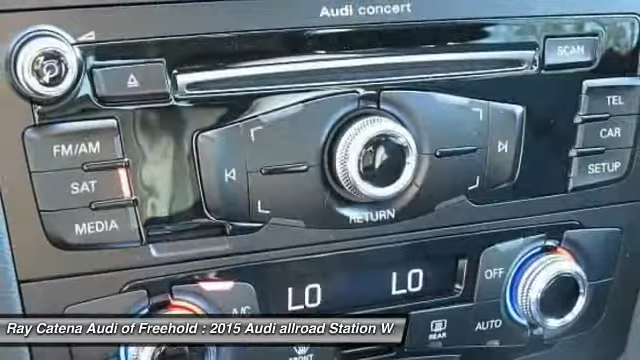 Audi concert
SCAN
TEL
FM/AM
CAR
SAT
SETUP
MEDIA
RETURN
LO LO
OFF
A/C
AUTO
REAR
FRONT
Ray Catena Audi of Freehold : 2015 Audi allroad Station W